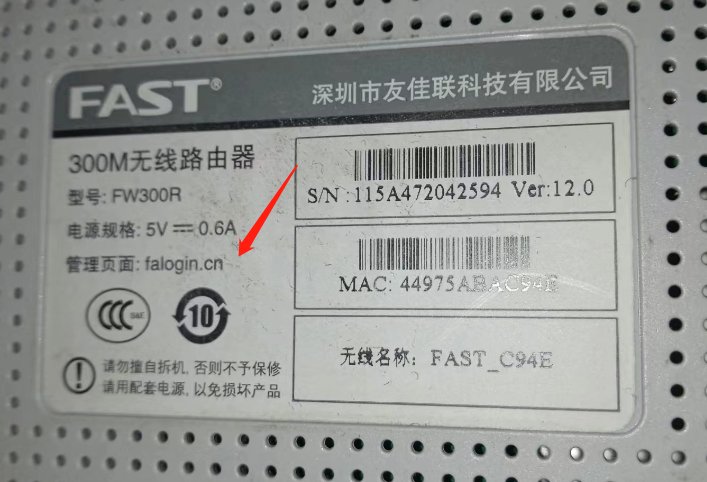 FAST® 深圳市友佳联科技有限公司
300M无线路由器
型号: FW300R
电源规格: 5V ⎓ 0.6A
管理页面: falogin.cn
S/N :115A472042594 Ver:12.0
MAC: 44975ABAC94E
无线名称: FAST_C94E
CCC S&E
10
请勿擅自拆机, 否则不予保修
请用配套电源, 以免损坏产品